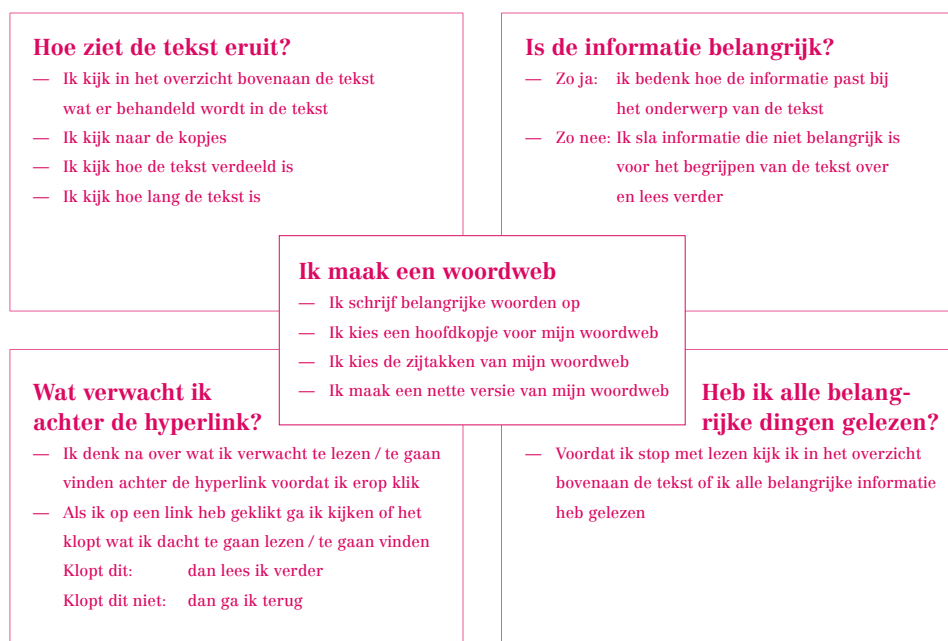 Hoe ziet de tekst eruit?
— Ik kijk in het overzicht bovenaan de tekst
wat er behandeld wordt in de tekst
— Ik kijk naar de kopjes
— Ik kijk hoe de tekst verdeeld is
— Ik kijk hoe lang de tekst is
Is de informatie belangrijk?
— Zo ja: ik bedenk hoe de informatie past bij
het onderwerp van de tekst
— Zo nee: Ik sla informatie die niet belangrijk is
voor het begrijpen van de tekst over
en lees verder
Ik maak een woordweb
— Ik schrijf belangrijke woorden op
— Ik kies een hoofdkopje voor mijn woordweb
— Ik kies de zijtakken van mijn woordweb
— Ik maak een nette versie van mijn woordweb
Wat verwacht ik
achter de hyperlink?
— Ik denk na over wat ik verwacht te lezen / te gaan
vinden achter de hyperlink voordat ik erop klik
— Als ik op een link heb geklikt ga ik kijken of het
klopt wat ik dacht te gaan lezen / te gaan vinden
Klopt dit: dan lees ik verder
Klopt dit niet: dan ga ik terug
Heb ik alle belang-
rijke dingen gelezen?
— Voordat ik stop met lezen kijk ik in het overzicht
bovenaan de tekst of ik alle belangrijke informatie
heb gelezen